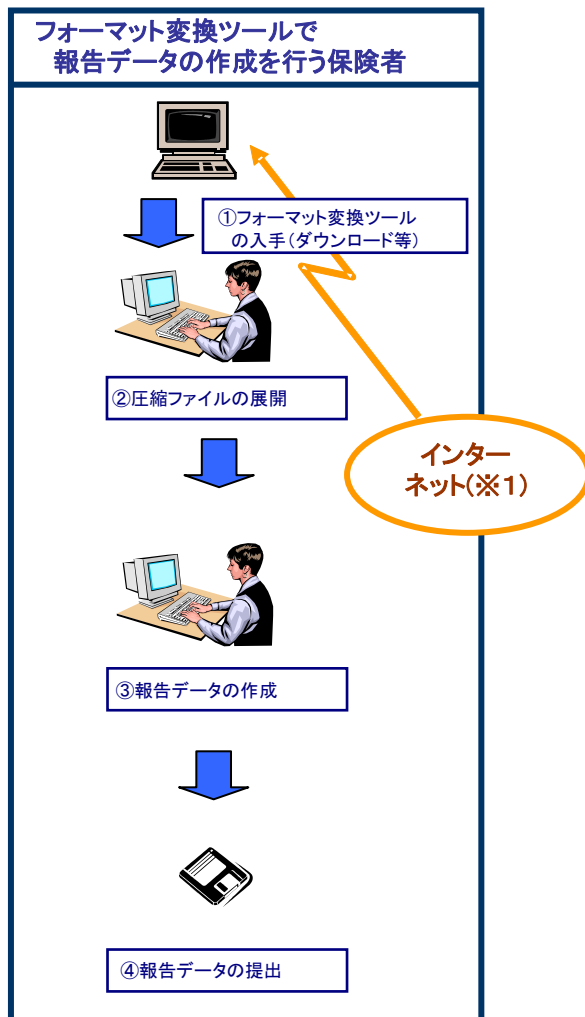 フォーマット変換ツールで
報告データの作成を行う保険者
①フォーマット変換ツール
の入手(ダウンロード等)
②圧縮ファイルの展開
インター
ネット(※1)
③報告データの作成
④報告データの提出